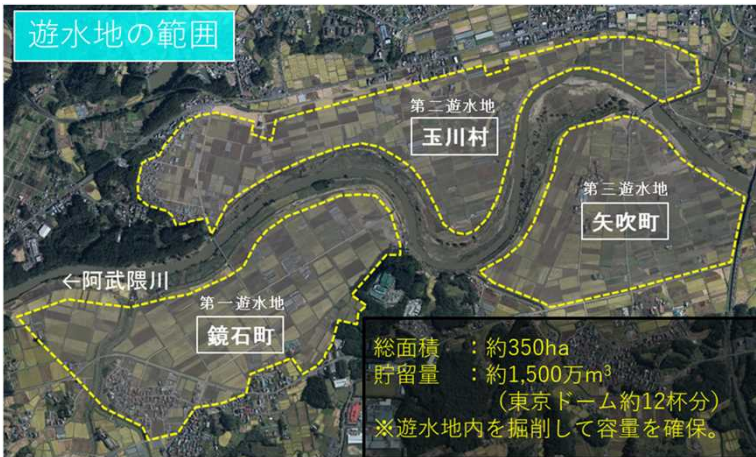 遊水地の範囲
第二遊水地
玉川村
第三遊水地
矢吹町
←阿武隈川
第一遊水地
鏡石町
総面積　：約350ha
貯留量　：約1,500万m³
（東京ドーム約12杯分）
※遊水地内を掘削して容量を確保。